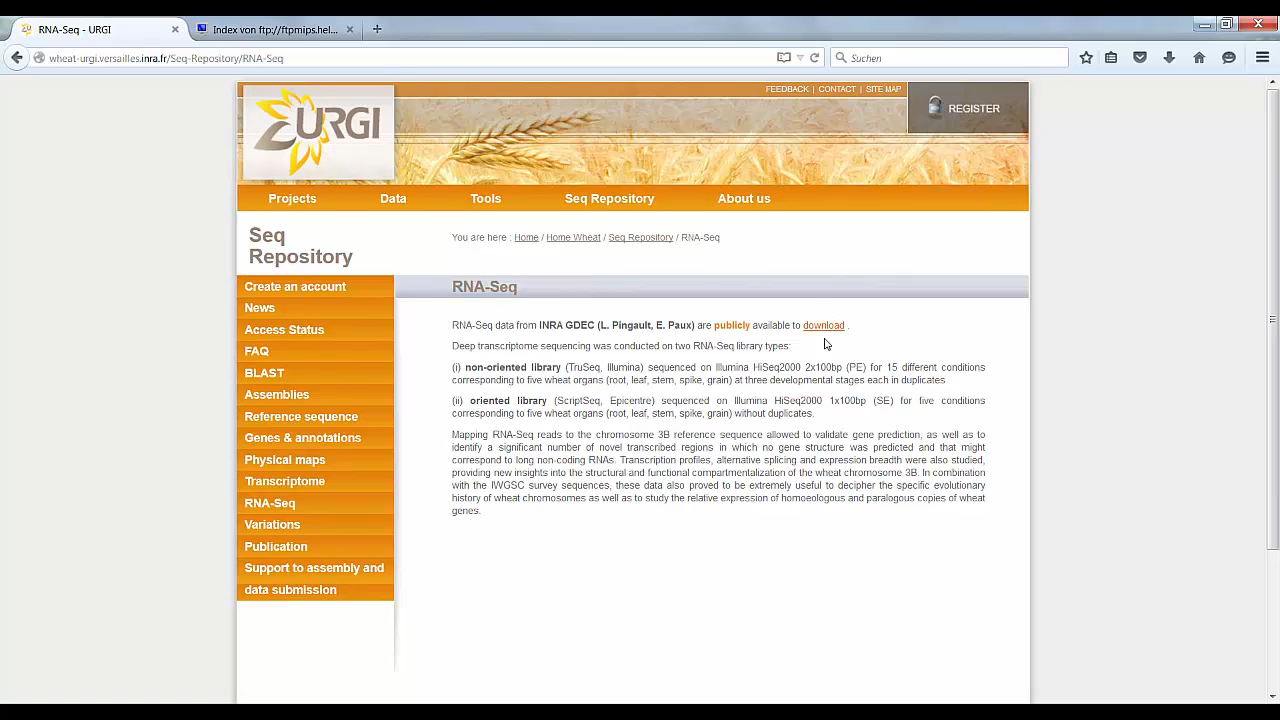 RNA-Seq - URGI
Index von ftp://ftpmips.hel...
wheat-urgi.versailles.inra.fr/Seq-Repository/RNA-Seq
Suchen
FEEDBACK | CONTACT | SITE MAP
REGISTER
URGI
Projects Data Tools Seq Repository About us
Seq
Repository
You are here : Home / Home Wheat / Seq Repository / RNA-Seq
Create an account
News
Access Status
FAQ
BLAST
Assemblies
Reference sequence
Genes & annotations
Physical maps
Transcriptome
RNA-Seq
Variations
Publication
Support to assembly and
data submission
RNA-Seq
RNA-Seq data from INRA GDEC (L. Pingault, E. Paux) are publicly available to download .
Deep transcriptome sequencing was conducted on two RNA-Seq library types:
(i) non-oriented library (TruSeq, Illumina) sequenced on Illumina HiSeq2000 2x100bp (PE) for 15 different conditions
corresponding to five wheat organs (root, leaf, stem, spike, grain) at three developmental stages each in duplicates
(ii) oriented library (ScriptSeq, Epicentre) sequenced on Illumina HiSeq2000 1x100bp (SE) for five conditions
corresponding to five wheat organs (root, leaf, stem, spike, grain) without duplicates.
Mapping RNA-Seq reads to the chromosome 3B reference sequence allowed to validate gene prediction, as well as to
identify a significant number of novel transcribed regions in which no gene structure was predicted and that might
correspond to long non-coding RNAs. Transcription profiles, alternative splicing and expression breadth were also studied,
providing new insights into the structural and functional compartmentalization of the wheat chromosome 3B. In combination
with the IWGSC survey sequences, these data also proved to be extremely useful to decipher the specific evolutionary
history of wheat chromosomes as well as to study the relative expression of homoeologous and paralogous copies of wheat
genes.